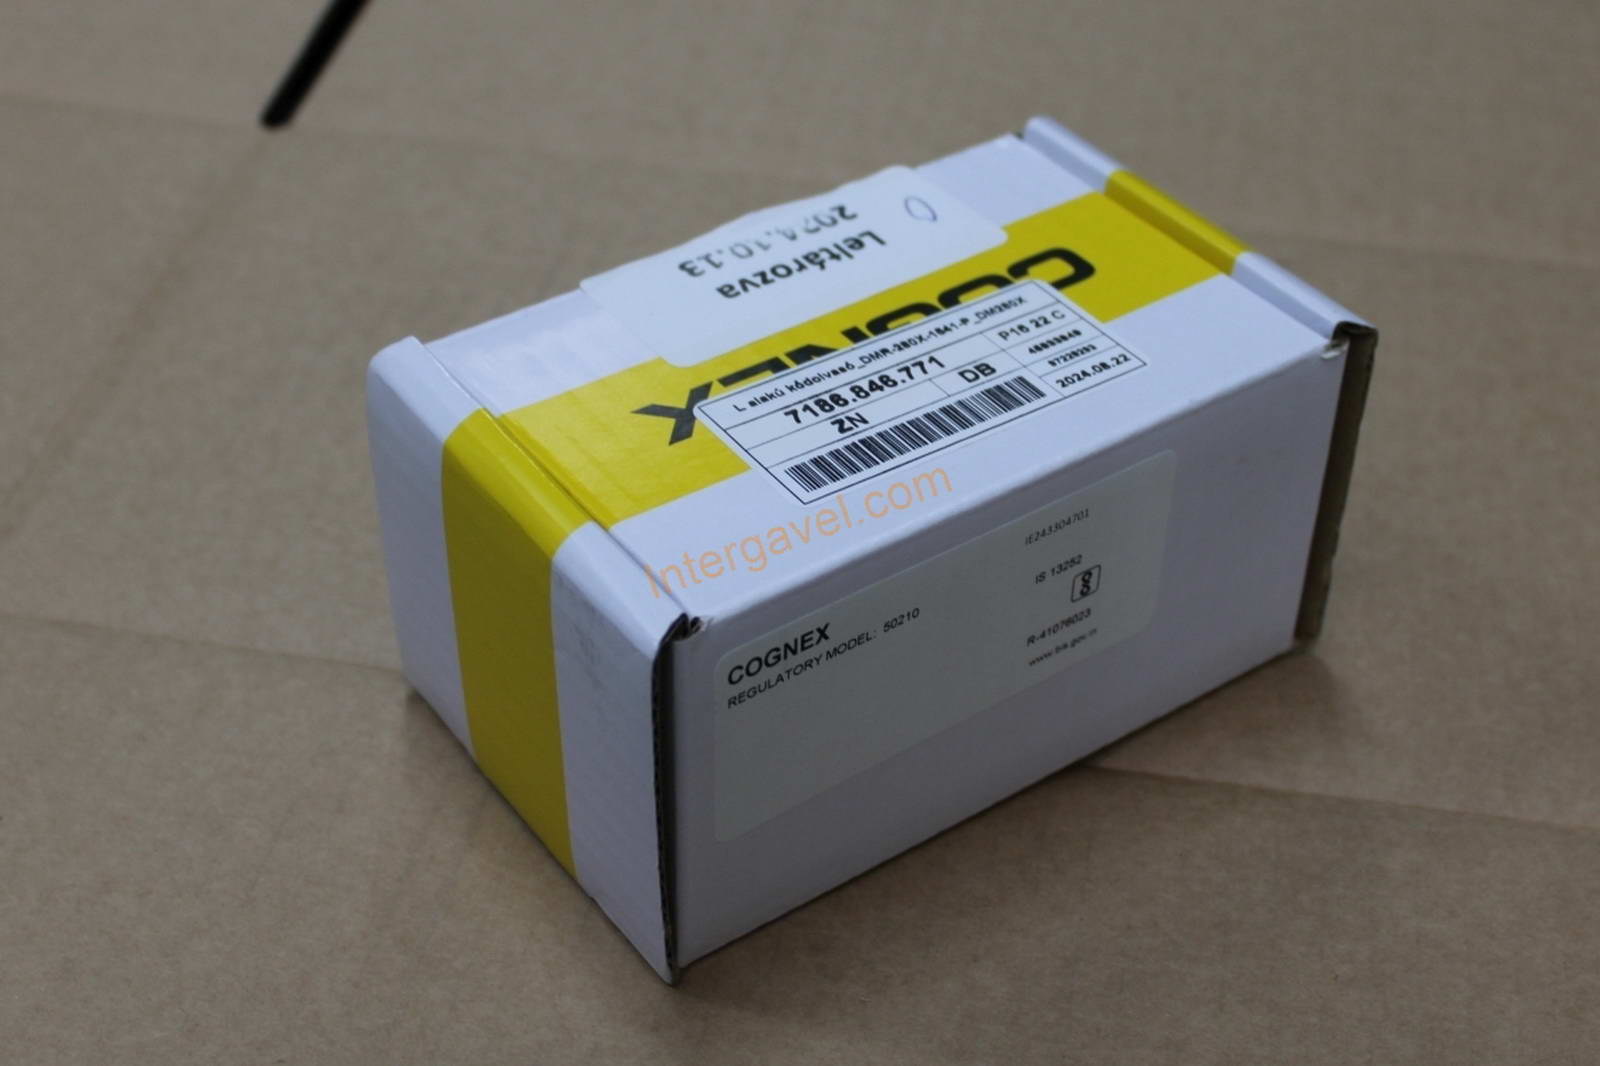 Leltározva
2024.10.13
COGNEX
L alakú kódolvasó_DMR-280X-1541-P_DM280X
7186.846.771
P16 22 C
ZN
DB
2024.08.22
Intergavel.com
IE243304701
IS 13252
COGNEX
REGULATORY MODEL: 50210
R-41076023
www.bis.gov.in